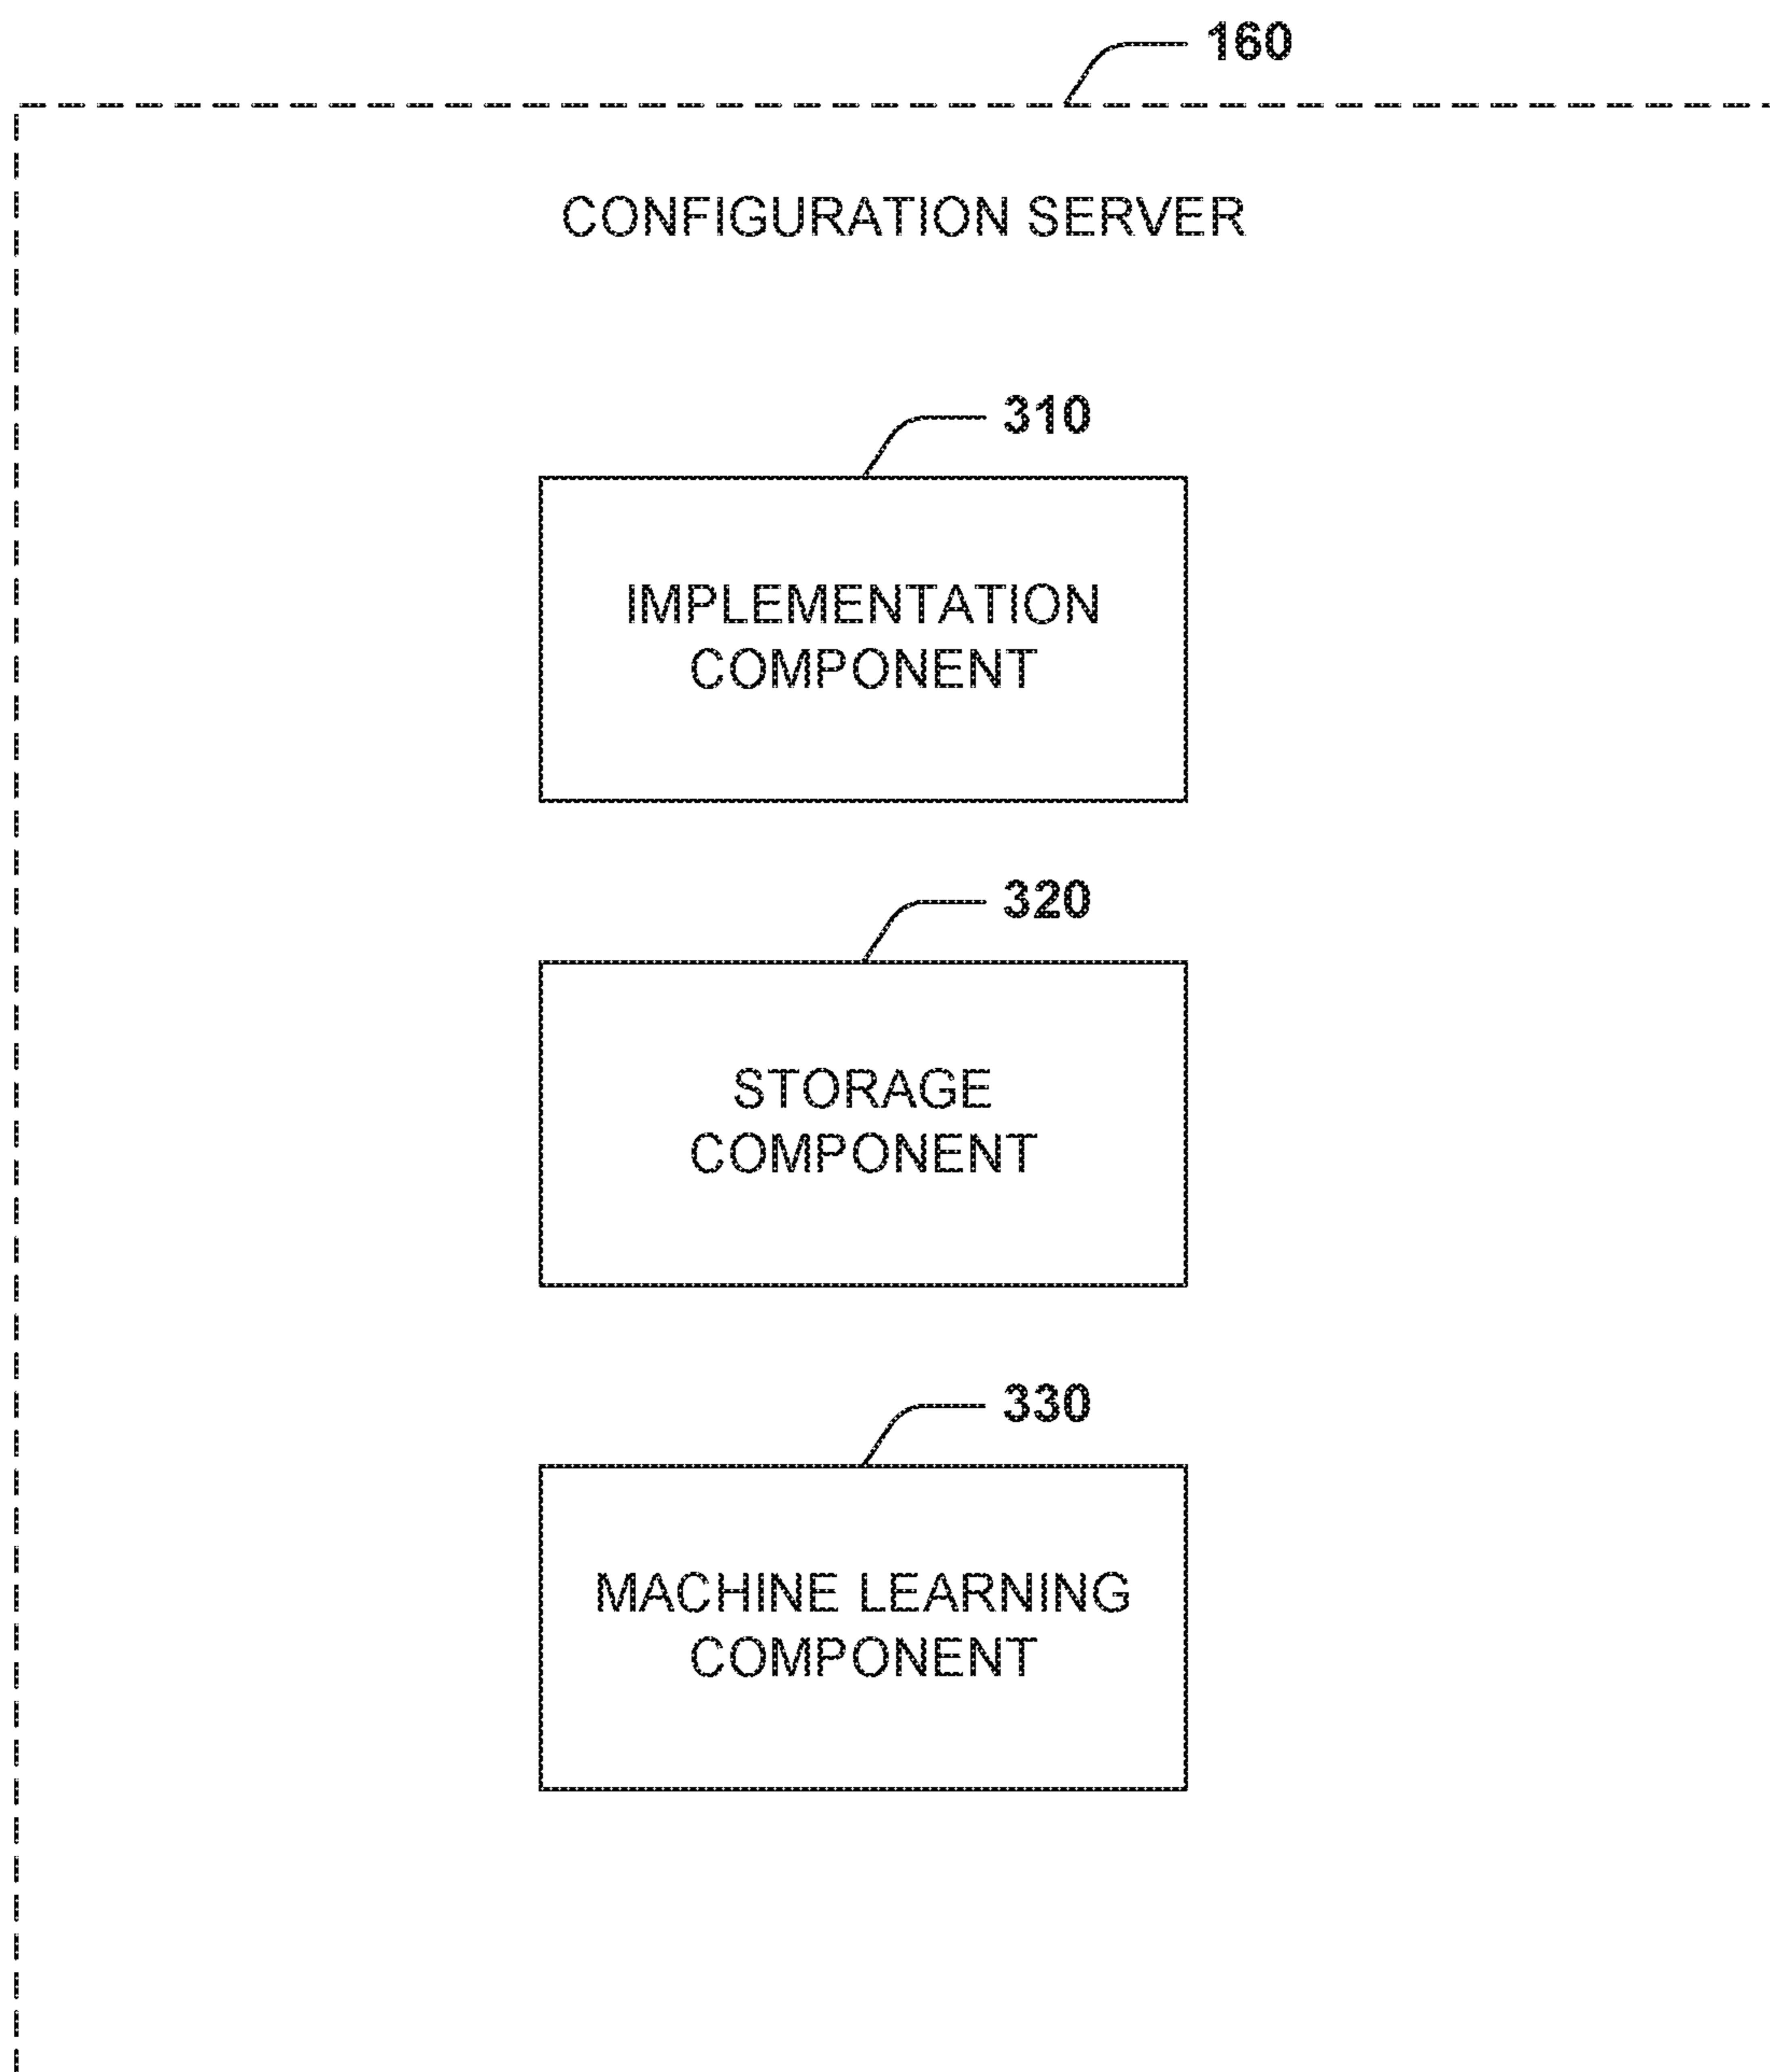 160
CONFIGURATION SERVER
310
IMPLEMENTATION
COMPONENT
320
STORAGE
COMPONENT
330
MACHINE LEARNING
COMPONENT